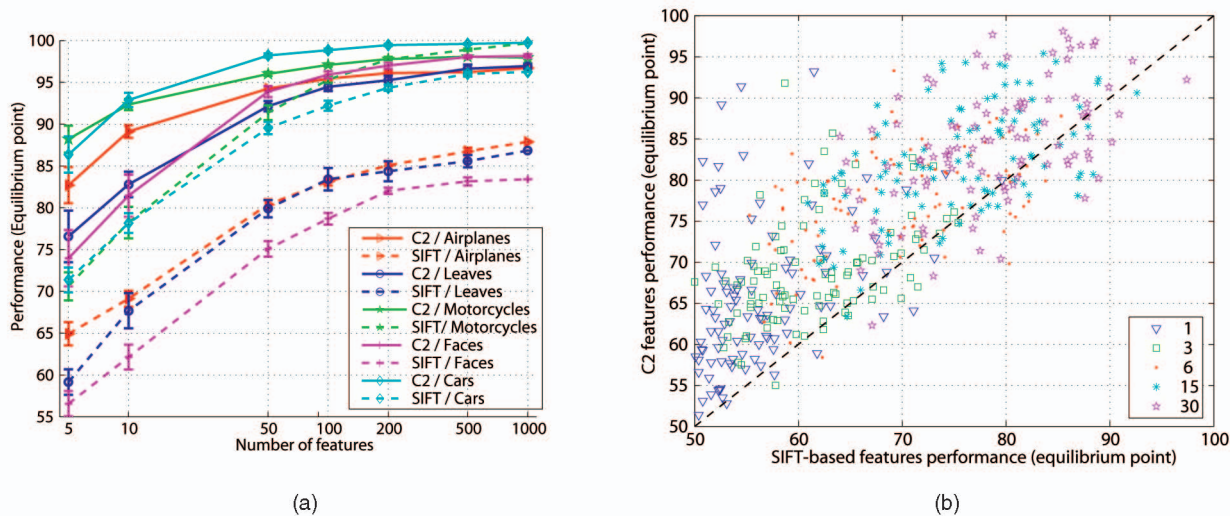 Performance (Equilibrium point)
100
95
90
85
80
75
70
65
60
55
5
10
50
100
200
500
1000
Number of features
C2 / Airplanes
SIFT / Airplanes
C2 / Leaves
SIFT / Leaves
C2 / Motorcycles
SIFT/ Motorcycles
C2 / Faces
SIFT / Faces
C2 / Cars
SIFT / Cars
(a)
C2 features performance (equilibrium point)
100
95
90
85
80
75
70
65
60
55
50
50
60
70
80
90
100
SIFT-based features performance (equilibrium point)
1
3
6
15
30
(b)